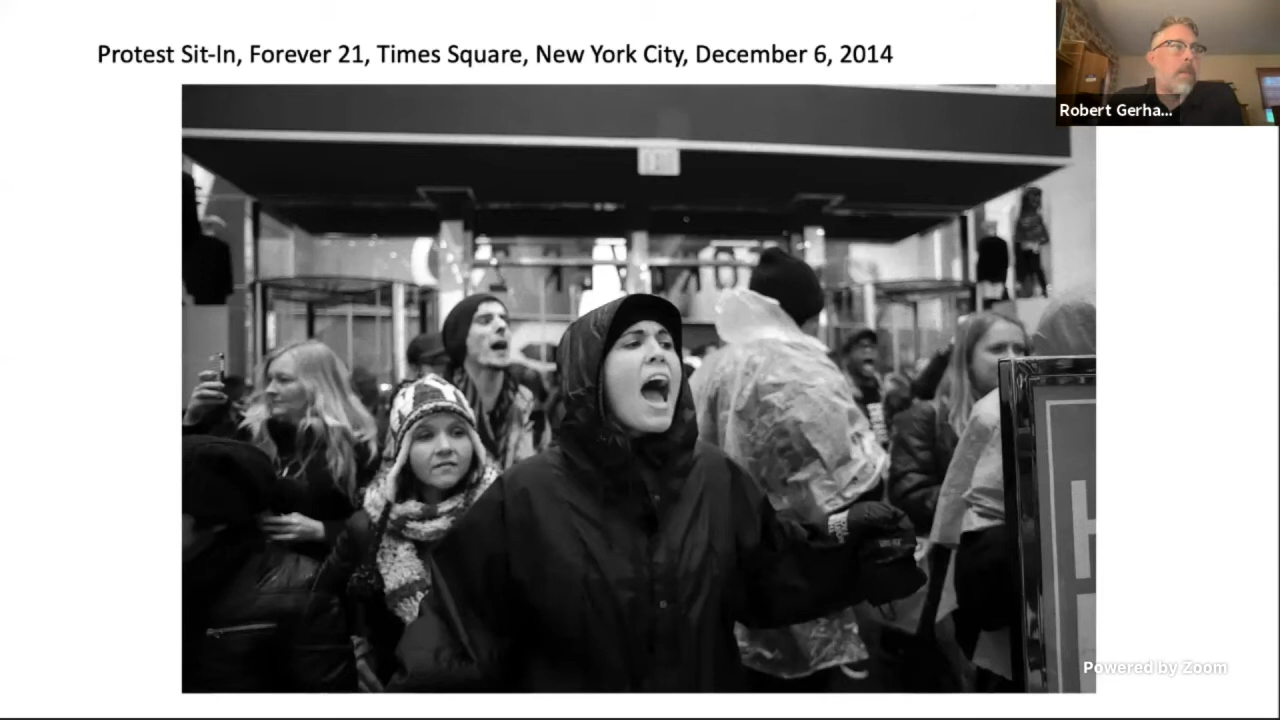 Protest Sit-In, Forever 21, Times Square, New York City, December 6, 2014
Robert Gerha...
Powered by Zoom